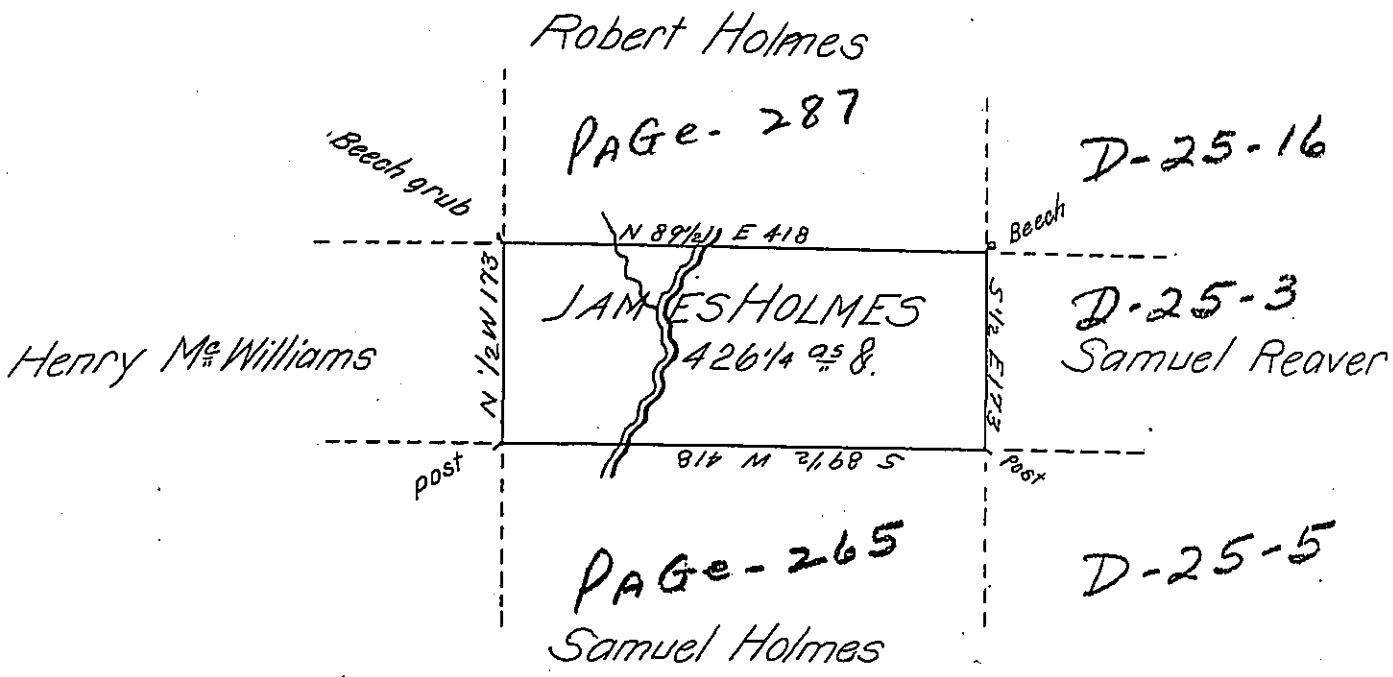 Robert Holmes
PAGe- 287
D-25-16
Beech grub
Beech
N 89½ E 418
N ½ W 173
JAMES HOLMES
426¼ as &.
S ½ E 173
D-25-3
Samuel Reaver
Henry Mc Williams
S 89½ W 418
post
Post
PAGe-265
D-25-5
Samuel Holmes